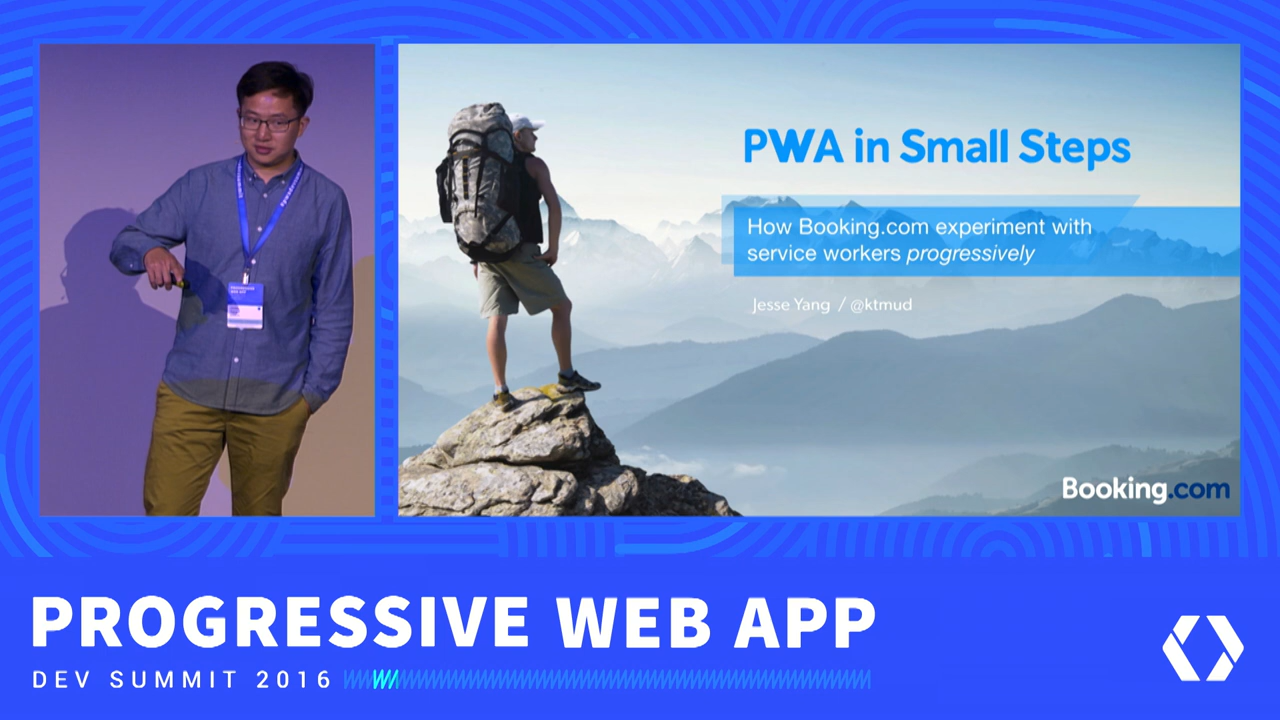 PWA in Small Steps
How Booking.com experiment with
service workers progressively
Jesse Yang / @ktmud
Booking.com
PROGRESSIVE WEB APP
DEV SUMMIT 2016